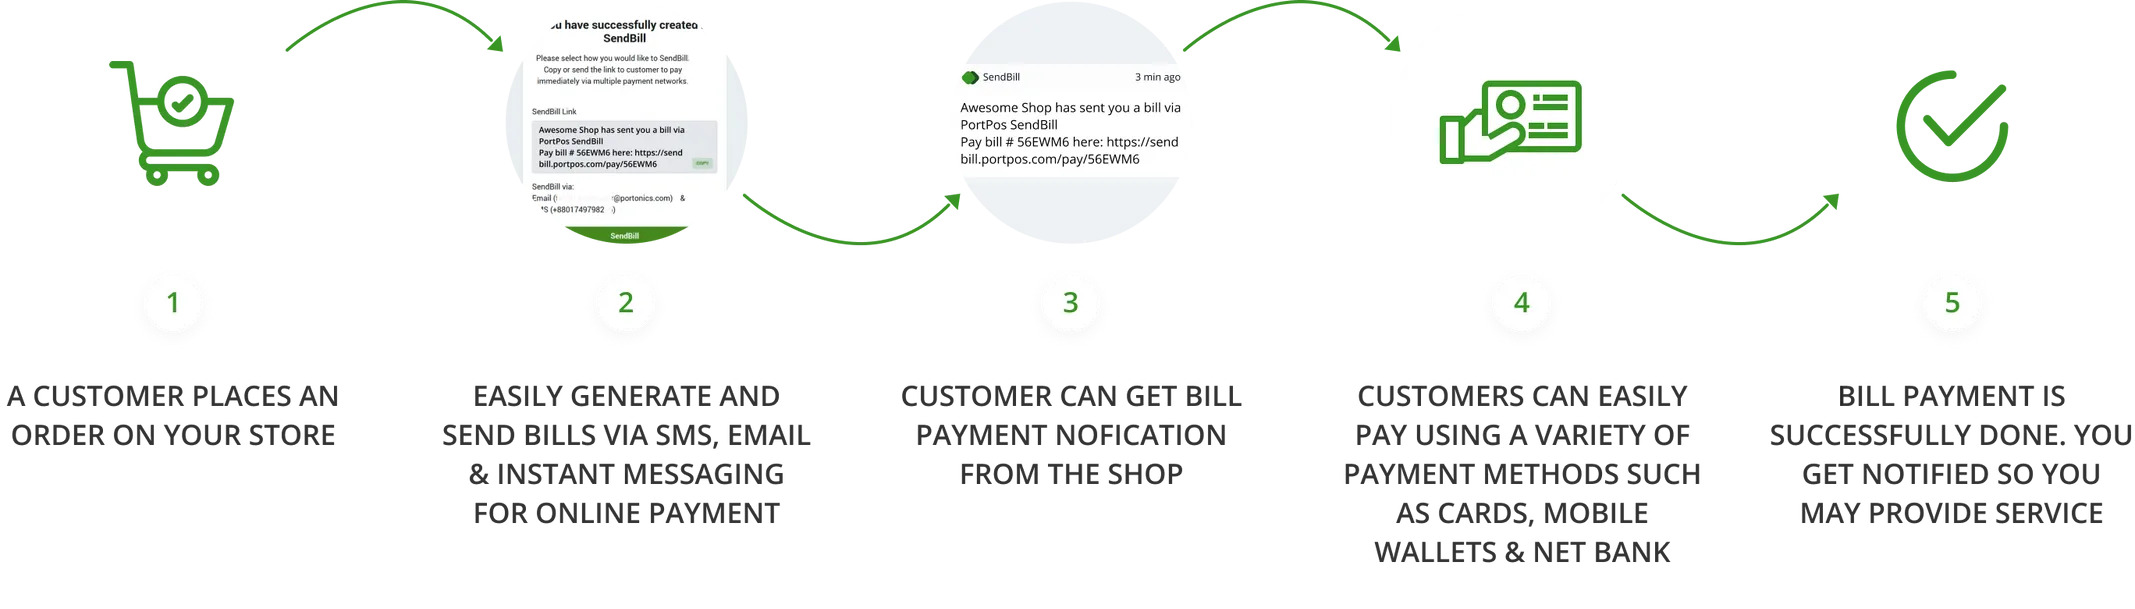 have successfully created
SendBill
Please select how you would like to SendBill.
Copy or send the link to customer to pay
immediately via multiple payment networks.
SendBill Link
Awesome Shop has sent you a bill via
PortPos SendBill
Pay bill # 56EWM6 here: https://send
bill.portpos.com/pay/56EWM6
COPY
SendBill via:
Email ( r@portonics.com) &
(+88017497982 )
SendBill
SendBill 3 min ago
Awesome Shop has sent you a bill via
PortPos SendBill
Pay bill # 56EWM6 here: https://send
bill.portpos.com/pay/56EWM6
1
A CUSTOMER PLACES AN
ORDER ON YOUR STORE
2
EASILY GENERATE AND
SEND BILLS VIA SMS, EMAIL
& INSTANT MESSAGING
FOR ONLINE PAYMENT
3
CUSTOMER CAN GET BILL
PAYMENT NOFICATION
FROM THE SHOP
4
CUSTOMERS CAN EASILY
PAY USING A VARIETY OF
PAYMENT METHODS SUCH
AS CARDS, MOBILE
WALLETS & NET BANK
5
BILL PAYMENT IS
SUCCESSFULLY DONE. YOU
GET NOTIFIED SO YOU
MAY PROVIDE SERVICE